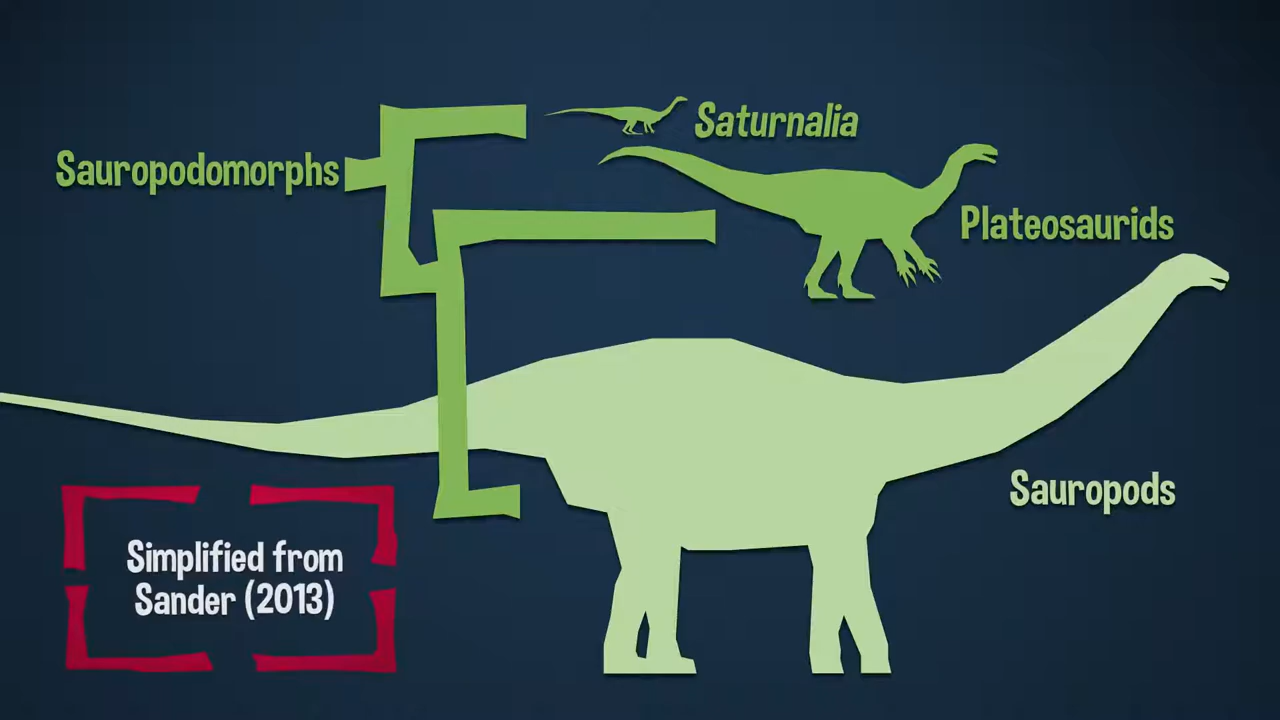 Saturnalia
Sauropodomorphs
Plateosaurids
Sauropods
Simplified from
Sander (2013)